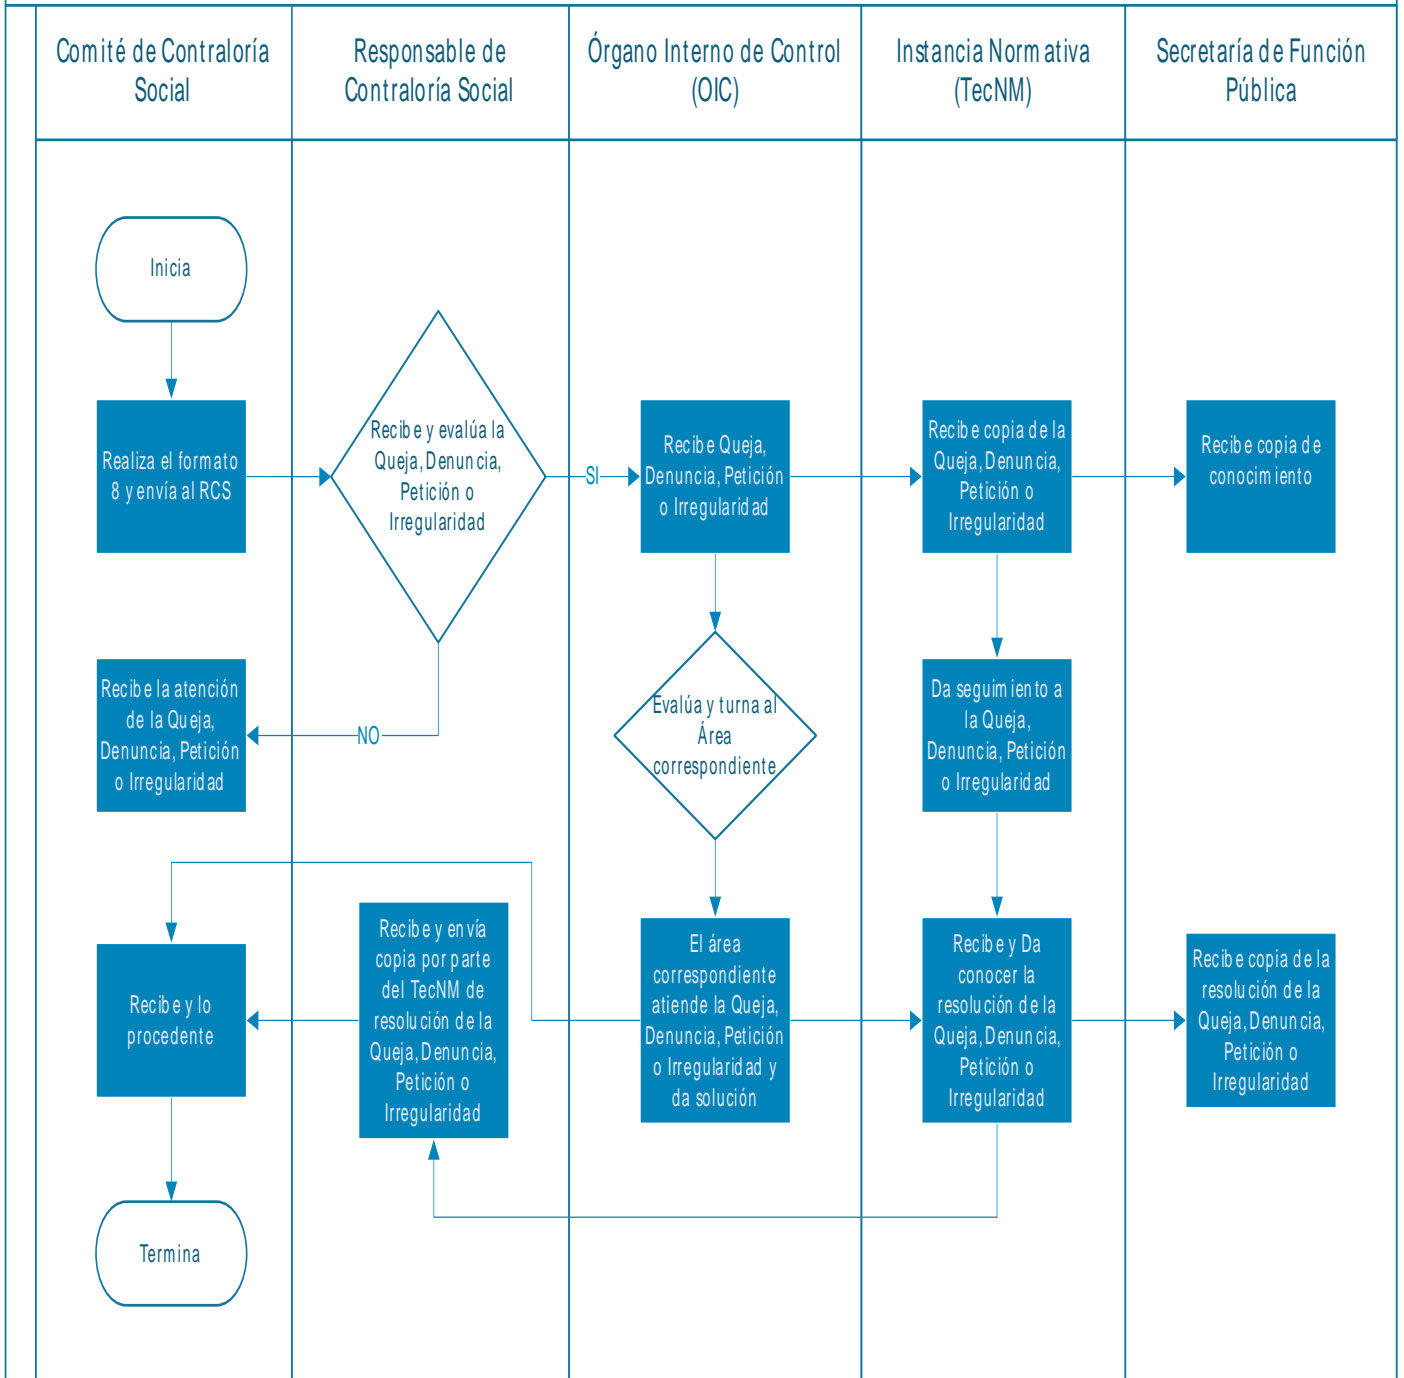 Comité de Contraloría
Social
Responsable de
Contraloría Social
Órgano Interno de Control
(OIC)
Instancia Normativa
(TecNM)
Secretaría de Función
Pública
Inicia
Realiza el formato
8 y envía al RCS
Recibe y evalúa la
Queja, Denuncia,
Petición o
Irregularidad
SI
Recibe Queja,
Denuncia, Petición
o Irregularidad
Recibe copia de la
Queja, Denuncia,
Petición o
Irregularidad
Recibe copia de
conocimiento
Recibe la atención
de la Queja,
Denuncia, Petición
o Irregularidad
NO
Evalúa y turna al
Área
correspondiente
Da seguimiento a
la Queja,
Denuncia, Petición
o Irregularidad
Recibe y lo
procedente
Recibe y envía
copia por parte
del TecNM de
resolución de la
Queja, Denuncia,
Petición o
Irregularidad
El área
correspondiente
atiende la Queja,
Denuncia, Petición
o Irregularidad y
da solución
Recibe y Da
conocer la
resolución de la
Queja, Denuncia,
Petición o
Irregularidad
Recibe copia de la
resolución de la
Queja, Denuncia,
Petición o
Irregularidad
Termina